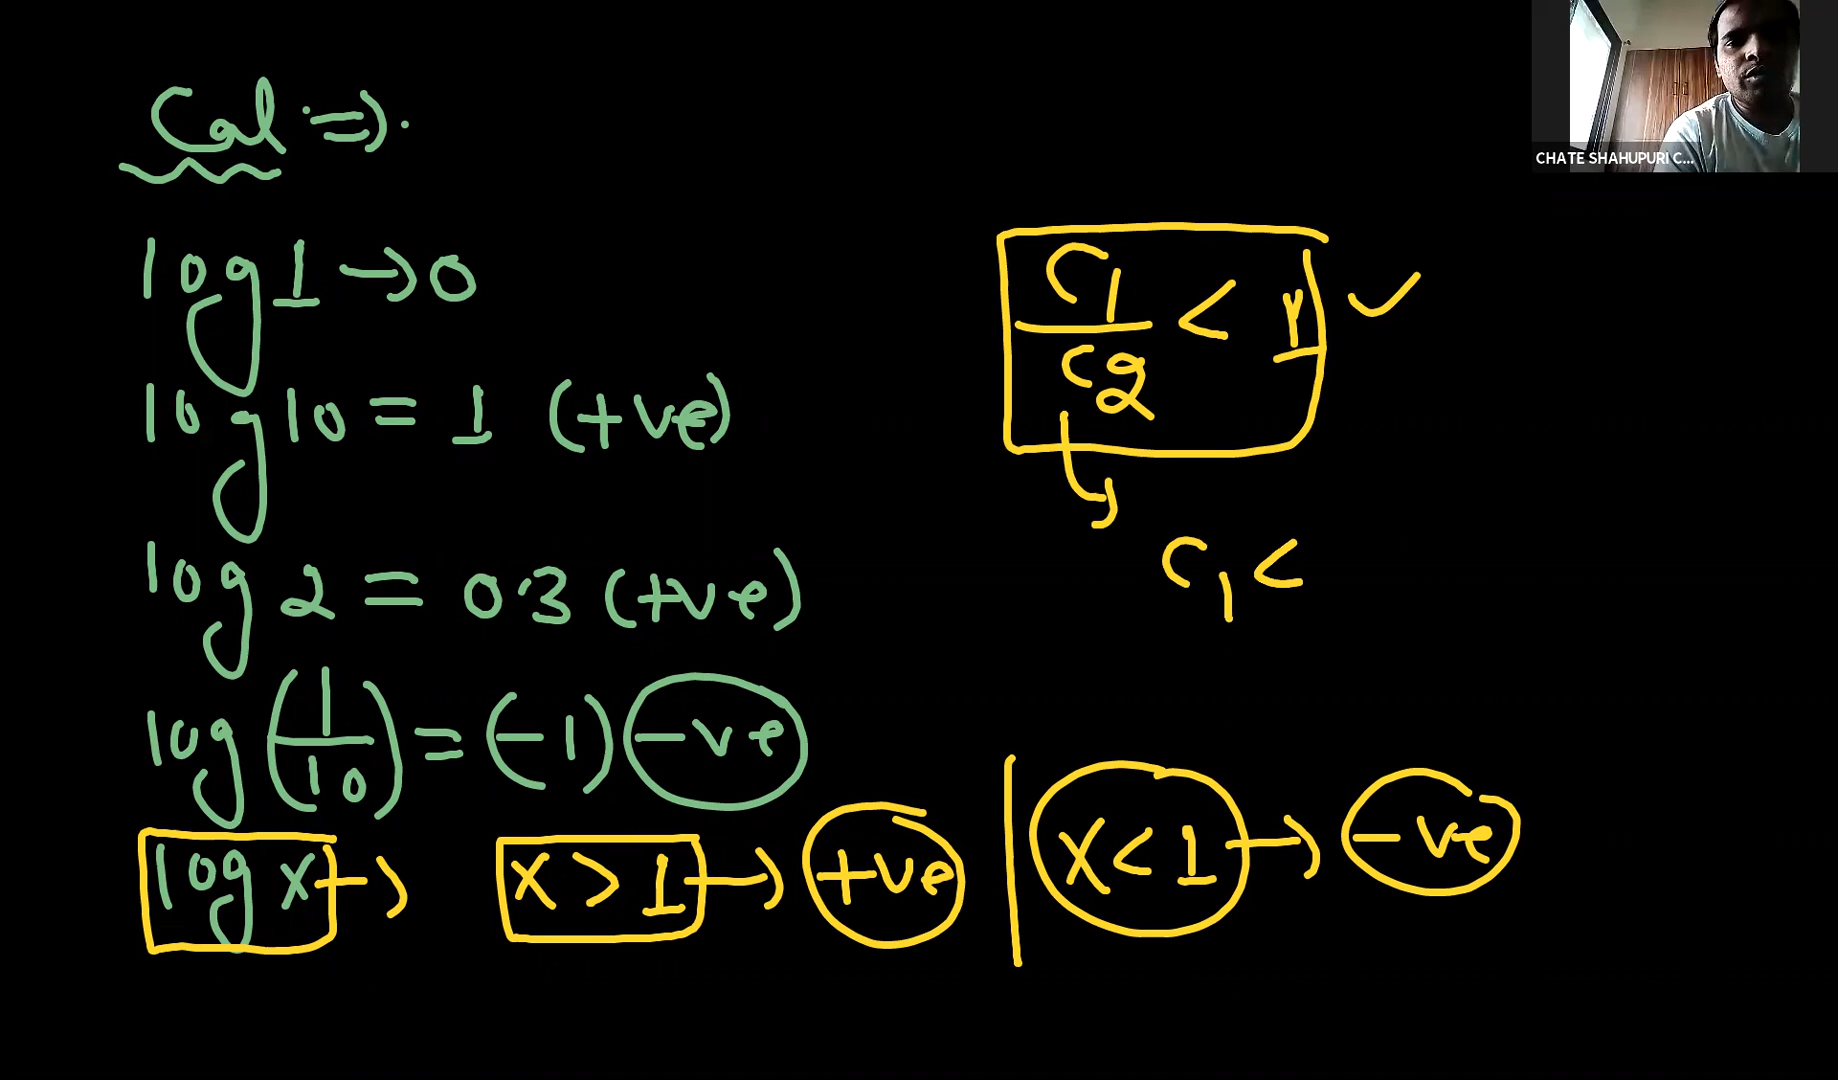 Cal ⇒
log 1 → 0
log 10 = 1 (+ve)
log 2 = 0.3 (+ve)
log (1/10) = (-1) -ve
log x → x > 1 → +ve | x < 1 → -ve
C1/C2 < 1 ✓
C1 <
CHATE SHAHUPURI C...